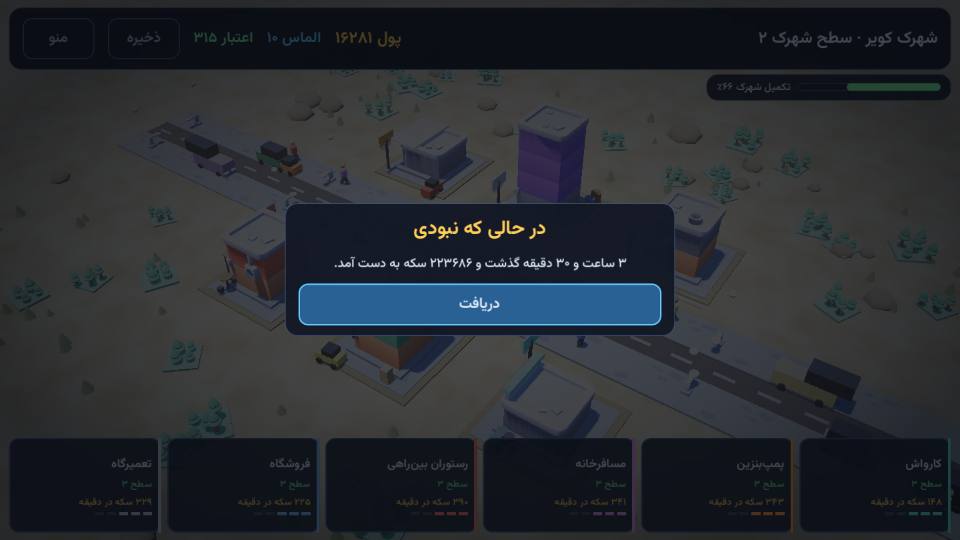 شهرک کویر · سطح شهرک ۲
پول ۱۶۲۸۱
الماس ۱۰
اعتبار ۳۱۵
ذخیره
منو
تکمیل شهرک ۶۶٪
در حالی که نبودی
۳ ساعت و ۳۰ دقیقه گذشت و ۲۲۳۶۸۶ سکه به دست آمد.
دریافت
کارواش
سطح ۳
۱۴۸ سکه در دقیقه
پمپ‌بنزین
سطح ۳
۳۴۳ سکه در دقیقه
مسافرخانه
سطح ۳
۳۴۱ سکه در دقیقه
رستوران بین‌راهی
سطح ۳
۳۹۰ سکه در دقیقه
فروشگاه
سطح ۳
۲۲۵ سکه در دقیقه
تعمیرگاه
سطح ۳
۳۲۹ سکه در دقیقه